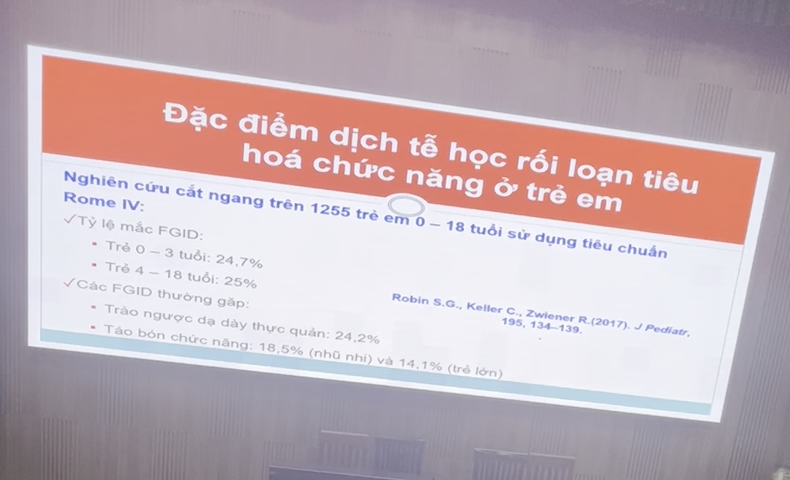 Đặc điểm dịch tễ học rối loạn tiêu
hoá chức năng ở trẻ em
Nghiên cứu cắt ngang trên 1255 trẻ em 0 – 18 tuổi sử dụng tiêu chuẩn
Rome IV:
✓Tỷ lệ mắc FGID:
▪ Trẻ 0 – 3 tuổi: 24,7%
▪ Trẻ 4 – 18 tuổi: 25%
✓Các FGID thường gặp:
▪ Trào ngược dạ dày thực quản: 24,2%
▪ Táo bón chức năng: 18,5% (nhũ nhi) và 14,1% (trẻ lớn)
Robin S.G., Keller C., Zwiener R.(2017). J Pediatr,
195, 134–139.